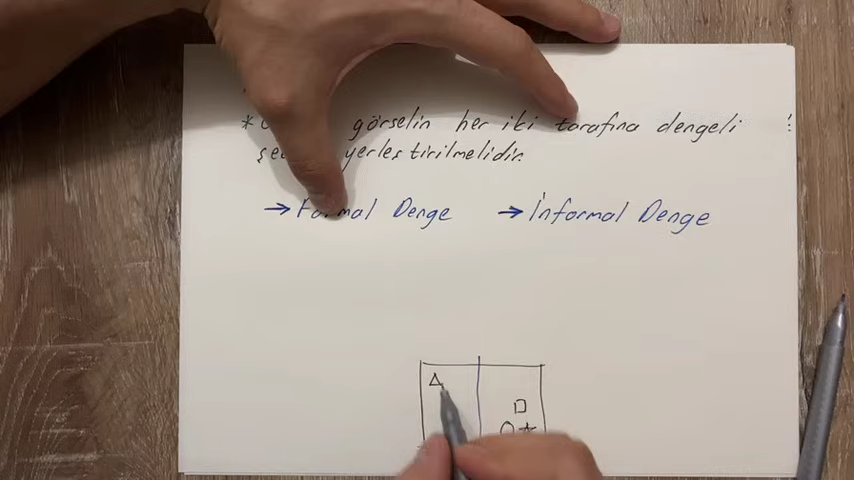 * görselin her iki tarafına dengeli
yerleştirilmelidir.
→ Formal Denge → İnformal Denge